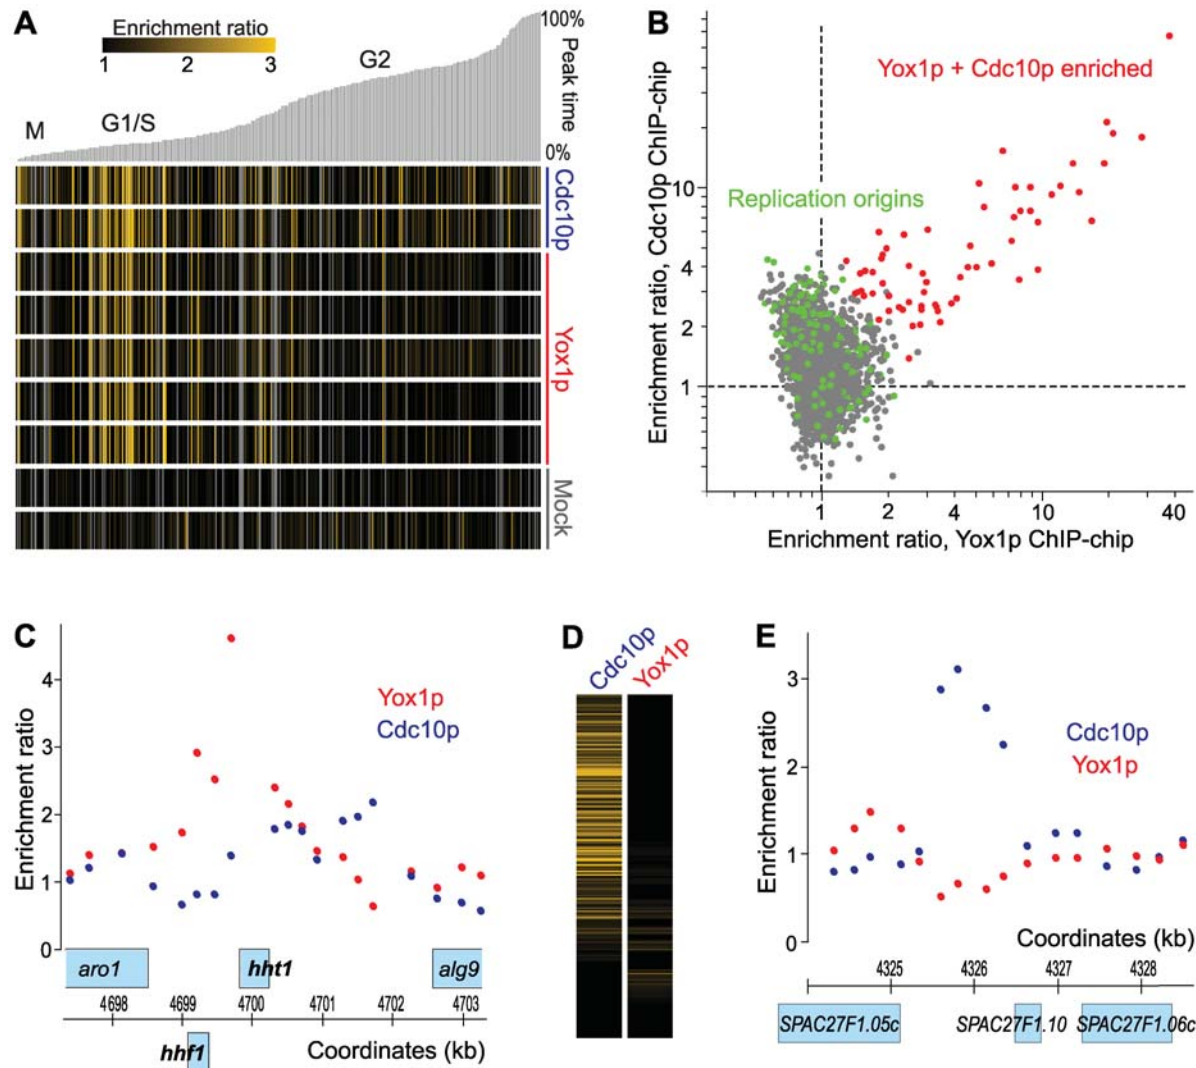 A
Enrichment ratio
1 2 3
M
G1/S
G2
100%
Peak time
0%
Cdc10p
Yox1p
Mock
B
Enrichment ratio, Cdc10p ChIP-chip
10
4
2
1
Yox1p + Cdc10p enriched
Replication origins
1 2 4 10 20 40
Enrichment ratio, Yox1p ChIP-chip
C
Enrichment ratio
4
3
2
1
0
Yox1p
Cdc10p
aro1 hht1 alg9
4698 4699 4700 4701 4702 4703
hhf1 Coordinates (kb)
D
Cdc10p
Yox1p
E
Enrichment ratio
3
2
1
0
Cdc10p
Yox1p
Coordinates (kb)
4325 4326 4327 4328
SPAC27F1.05c SPAC27F1.10 SPAC27F1.06c